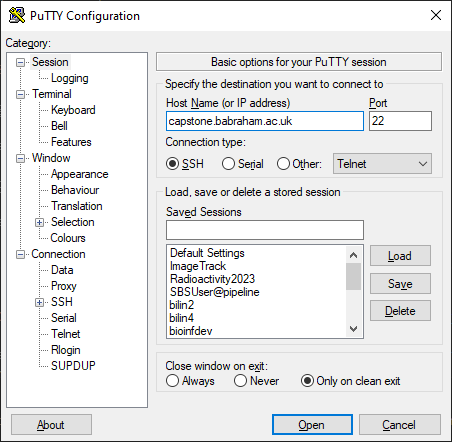 PuTTY Configuration
Category:
Session
Logging
Terminal
Keyboard
Bell
Features
Window
Appearance
Behaviour
Translation
Selection
Colours
Connection
Data
Proxy
SSH
Serial
Telnet
Rlogin
SUPDUP
Basic options for your PuTTY session
Specify the destination you want to connect to
Host Name (or IP address) Port
capstone.babraham.ac.uk 22
Connection type:
SSH Serial Other: Telnet
Load, save or delete a stored session
Saved Sessions
Default Settings
ImageTrack
Radioactivity2023
SBSUser@pipeline
bilin2
bilin4
bioinfdev
Load
Save
Delete
Close window on exit:
Always Never Only on clean exit
About Open Cancel